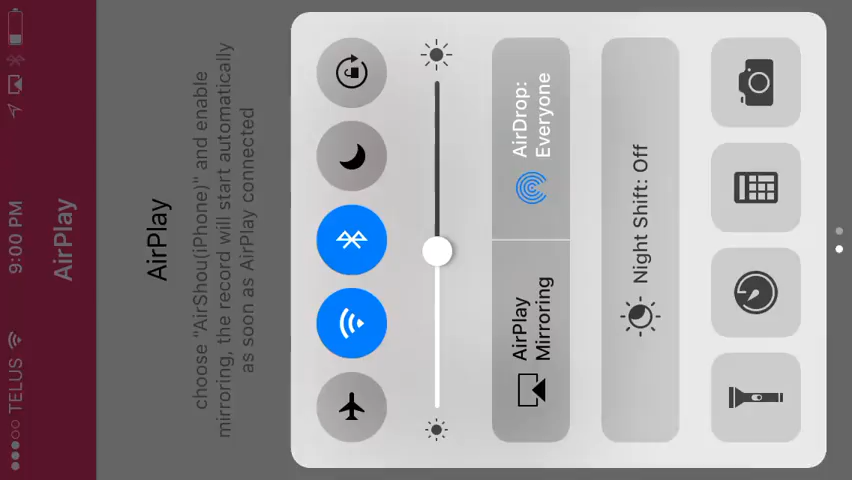 TELUS
9:00 PM
AirPlay
AirPlay
choose "AirShou(iPhone)" and enable
mirroring, the record will start automatically
as soon as AirPlay connected
AirPlay
Mirroring
AirDrop:
Everyone
Night Shift: Off